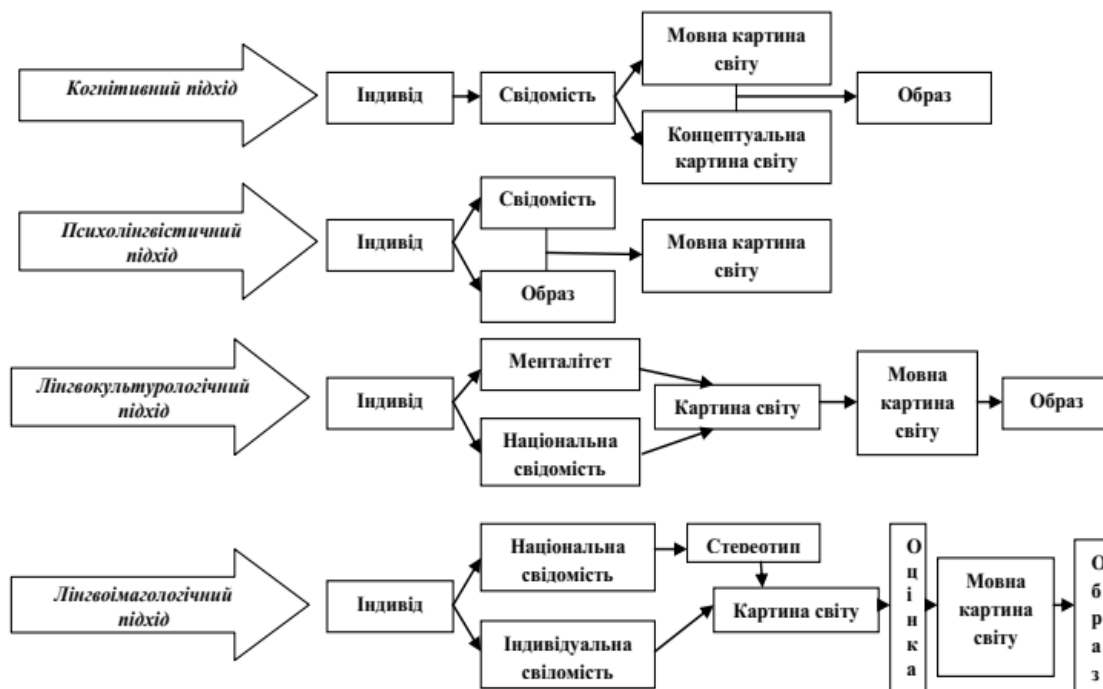 Когнітивний підхід
Індивід
Свідомість
Мовна картина
світу
Концептуальна
картина світу
Образ
Психолінгвістичний
підхід
Індивід
Свідомість
Образ
Мовна картина
світу
Лінгвокультурологічний
підхід
Індивід
Менталітет
Національна
свідомість
Картина світу
Мовна
картина
світу
Образ
Лінгвоімагологічний
підхід
Індивід
Національна
свідомість
Індивідуальна
свідомість
Стереотип
Картина світу
Оцінка
Мовна
картина
світу
Образ